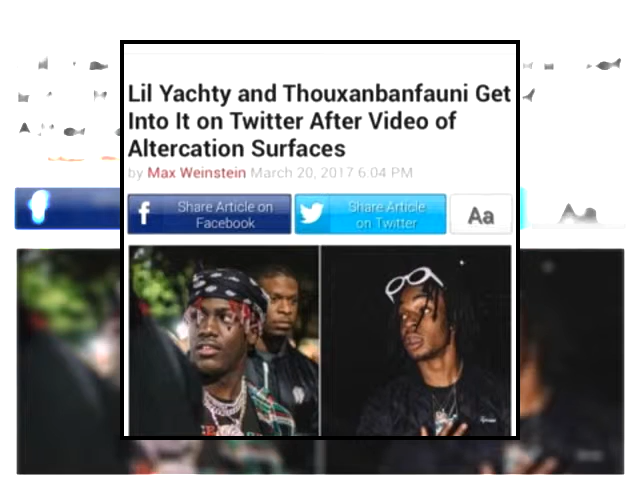 Lil Yachty and Thouxanbanfauni Get
Into It on Twitter After Video of
Altercation Surfaces
by Max Weinstein March 20, 2017 6:04 PM
f Share Article on
Facebook
Share Article
on Twitter
Aa